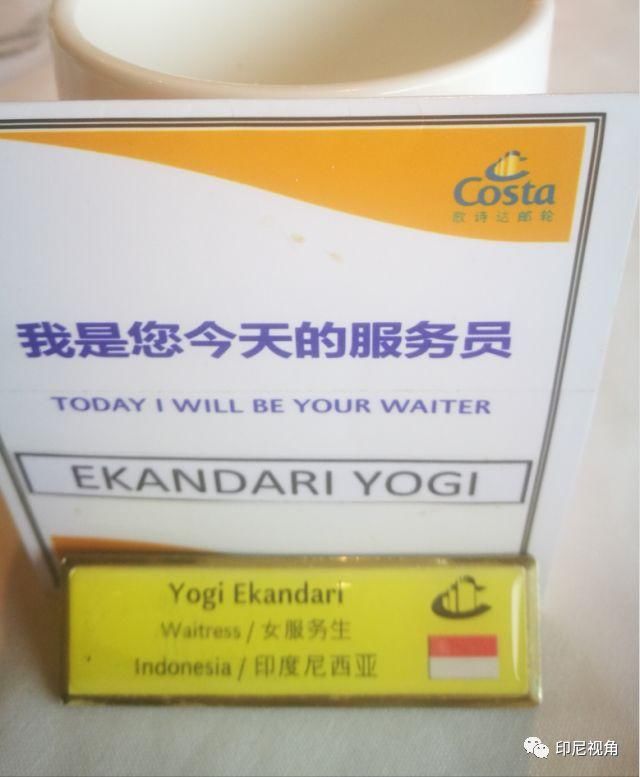 Costa
歌诗达邮轮
我是您今天的服务员
TODAY I WILL BE YOUR WAITER
EKANDARI YOGI
Yogi Ekandari
Waitress / 女服务生
Indonesia / 印度尼西亚
印尼视角